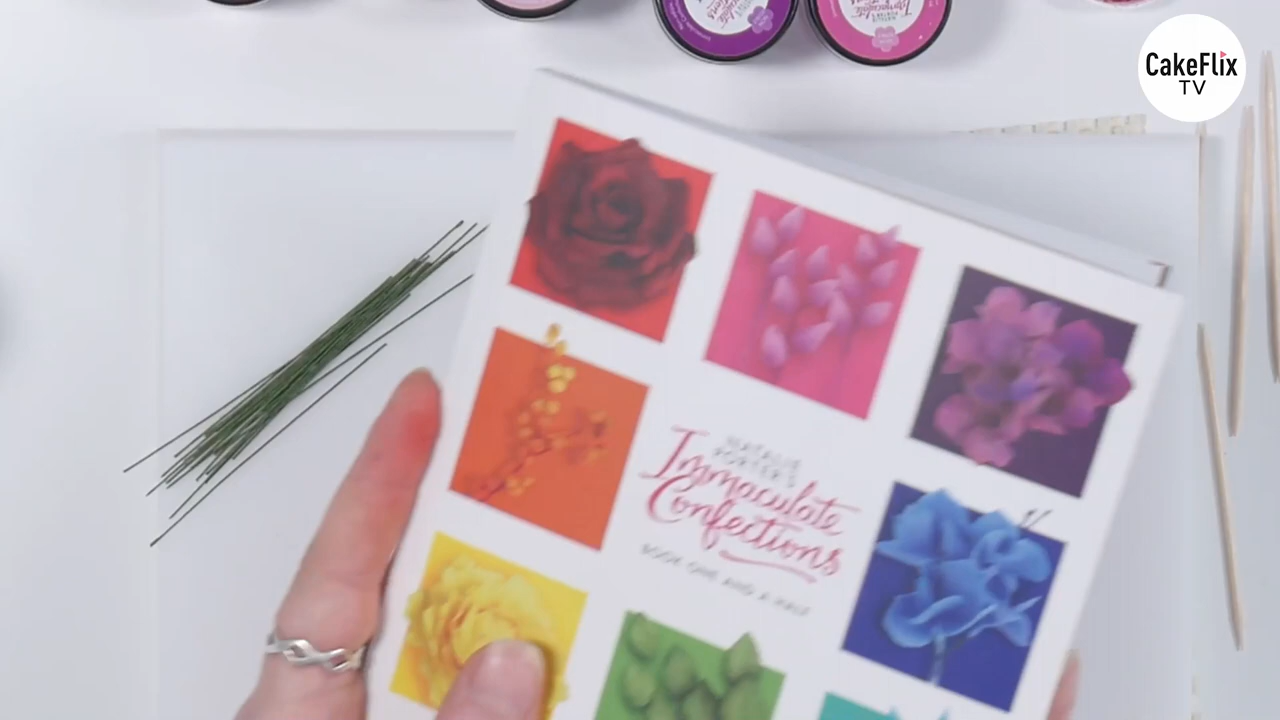 CakeFlix
TV
NATALIE
PORTER'S
Immaculate
Confections
BOOK ONE AND A HALF